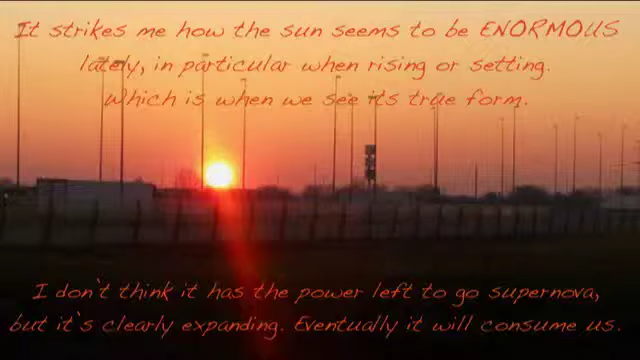 It strikes me how the sun seems to be ENORMOUS
lately, in particular when rising or setting.
Which is when we see its true form.
I don`t think it has the power left to go supernova,
but it`s clearly expanding. Eventually it will consume us.